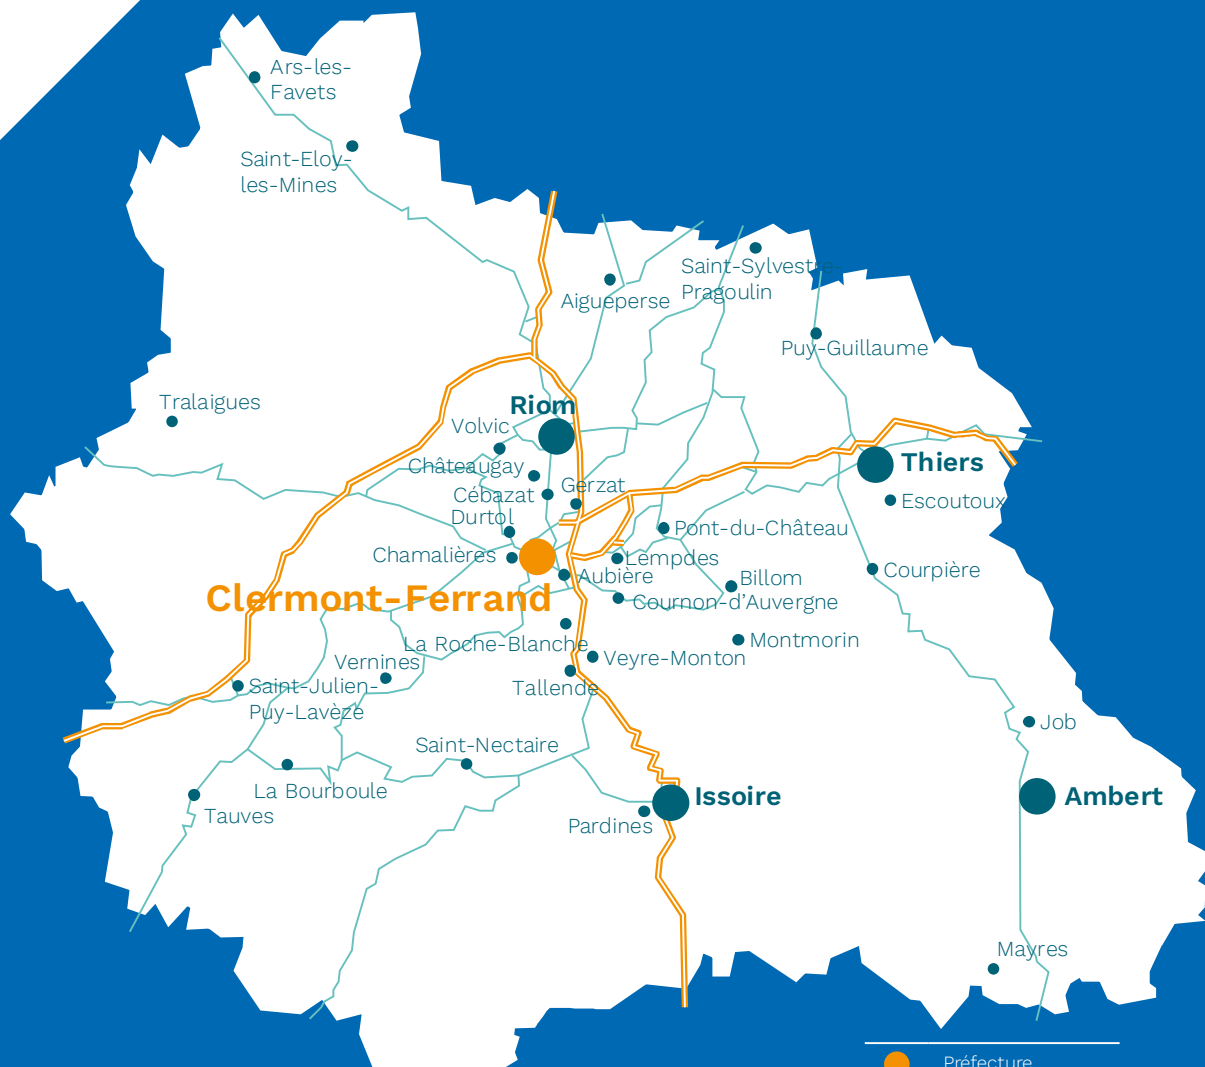 Ars-les-
Favets
Saint-Eloy-
les-Mines
Saint-Sylvestre-
Pragoulin
Aigueperse
Puy-Guillaume
Tralaigues
Riom
Volvic
Châteaugay
Thiers
Gerzat
Cébazat
Escoutoux
Durtol
Pont-du-Château
Chamalières
Lempdes
Courpière
Aubière
Billom
Clermont-Ferrand
Cournon-d'Auvergne
La Roche-Blanche
Montmorin
Veyre-Monton
Vernines
Saint-Julien-
Puy-Lavèze
Tallende
Job
Saint-Nectaire
La Bourboule
Issoire
Ambert
Tauves
Pardines
Mayres
Préfecture